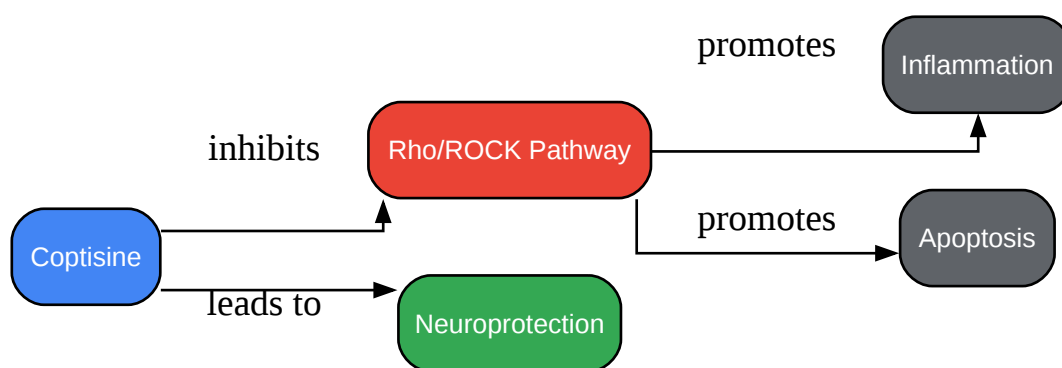 promotes
Inflammation
inhibits
Rho/ROCK Pathway
promotes
Apoptosis
Coptisine
leads to
Neuroprotection